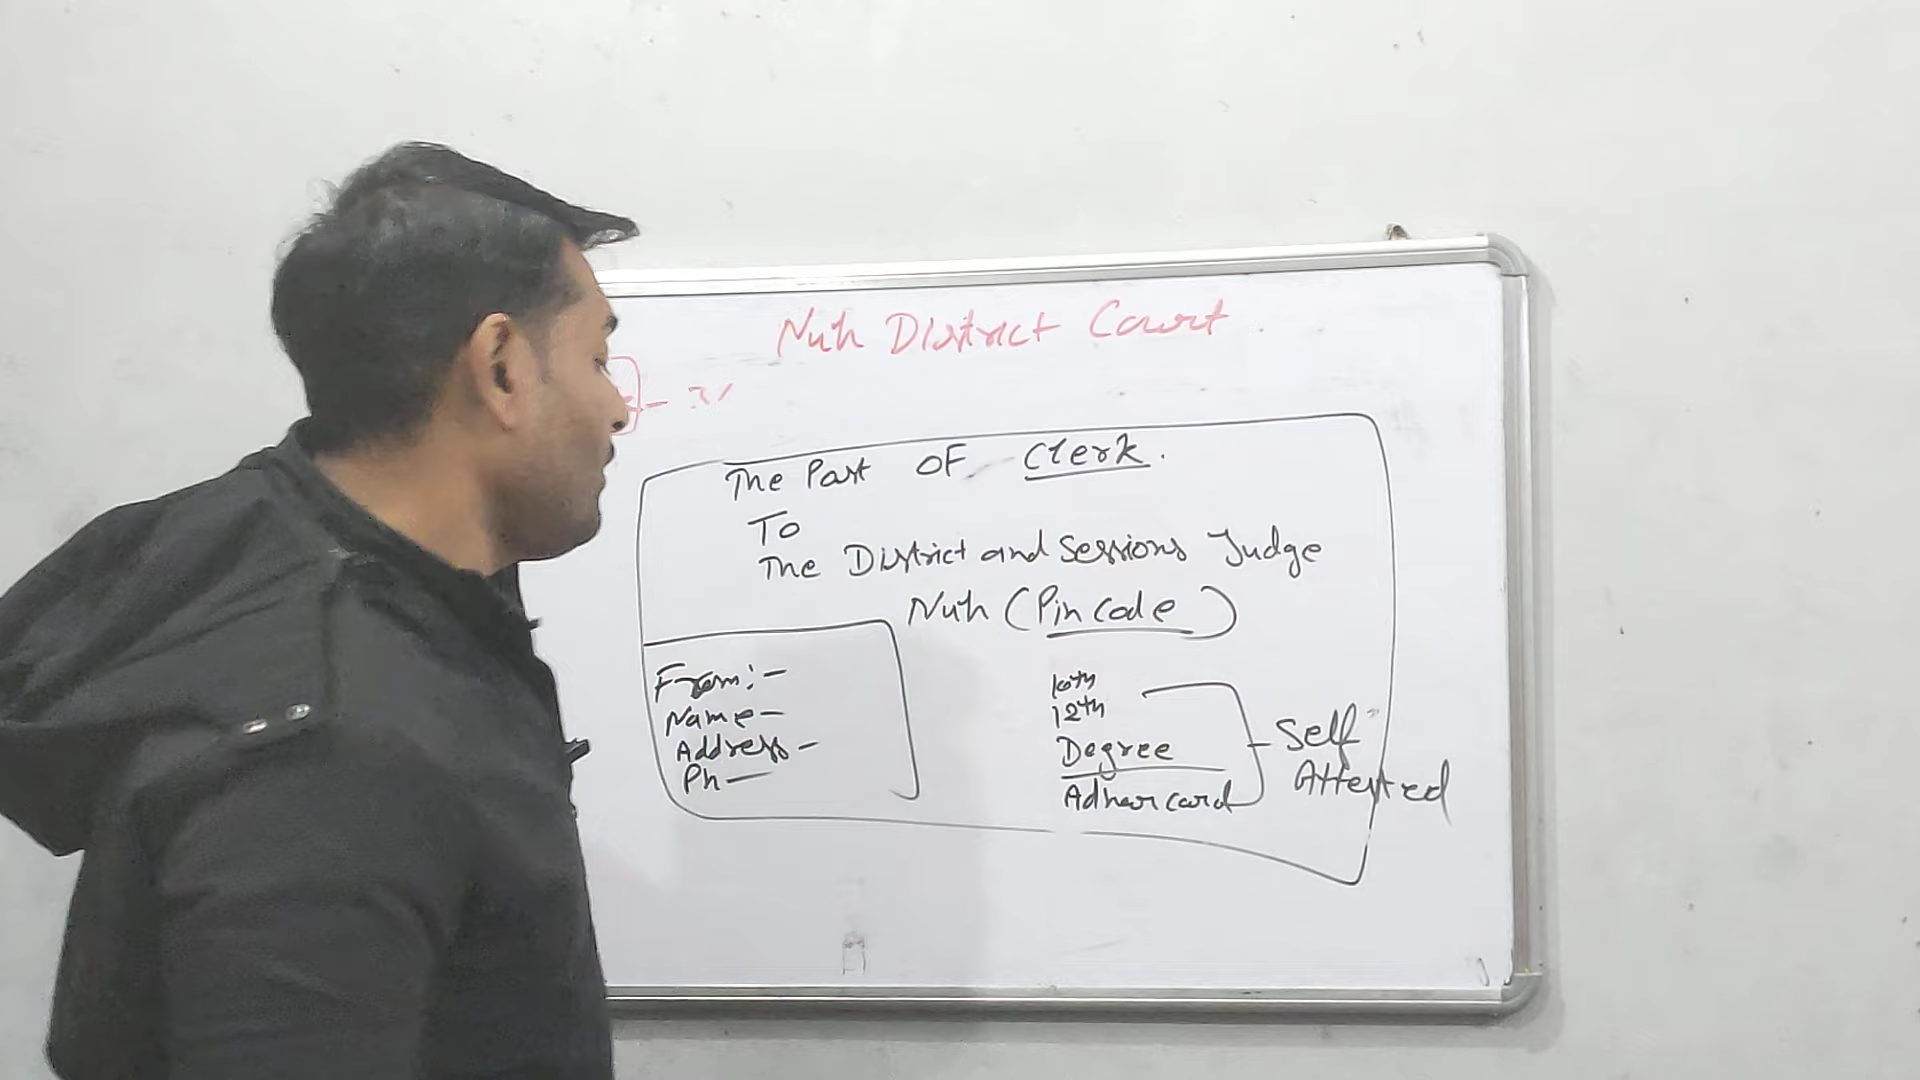 Nuh District Court
The Post OF Clerk.
To
The District and Sessions Judge
Nuh (Pin code)
From:-
Name-
Address-
Ph-
10th
12th
Degree
Adhar card
Self
Attested